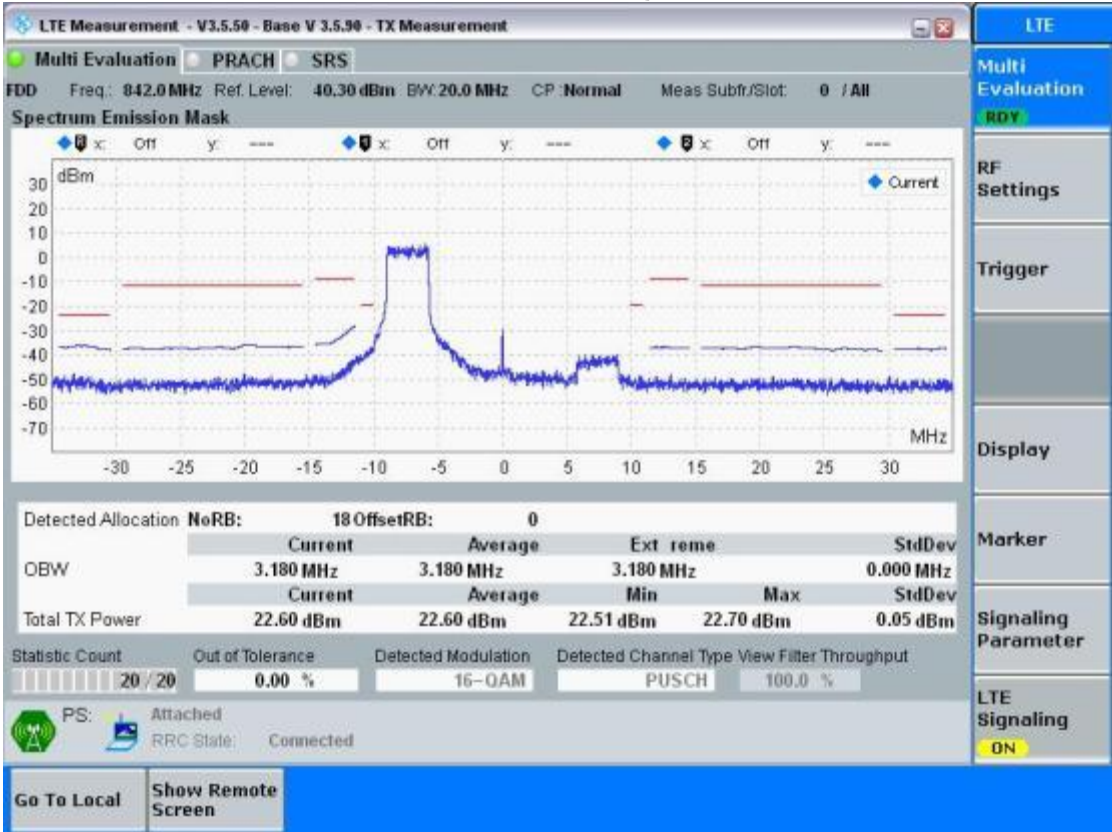 LTE Measurement - V3.5.50 - Base V 3.5.90 - TX Measurement
LTE
Multi Evaluation PRACH SRS
FDD Freq.: 842.0 MHz Ref. Level: 40.30 dBm BW: 20.0 MHz CP :Normal Meas Subfr./Slot: 0 / All
Spectrum Emission Mask
x: Off y: --- x: Off y: --- x: Off y: ---
dBm
Current
30
20
10
0
-10
-20
-30
-40
-50
-60
-70
MHz
-30 -25 -20 -15 -10 -5 0 5 10 15 20 25 30
Detected Allocation NoRB: 18 OffsetRB: 0
Current Average Ext reme StdDev
OBW 3.180 MHz 3.180 MHz 3.180 MHz 0.000 MHz
Current Average Min Max StdDev
Total TX Power 22.60 dBm 22.60 dBm 22.51 dBm 22.70 dBm 0.05 dBm
Statistic Count Out of Tolerance Detected Modulation Detected Channel Type View Filter Throughput
20 / 20 0.00 % 16-QAM PUSCH 100.0 %
PS: Attached
RRC State: Connected
Multi
Evaluation
RDY
RF
Settings
Trigger
Display
Marker
Signaling
Parameter
LTE
Signaling
ON
Go To Local
Show Remote
Screen